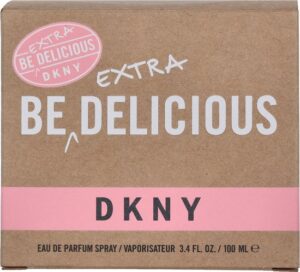 EXTRA
BE DELICIOUS
DKNY
EXTRA
BE DELICIOUS
DKNY
EAU DE PARFUM SPRAY / VAPORISATEUR 3.4 FL. OZ. / 100 ML ℮